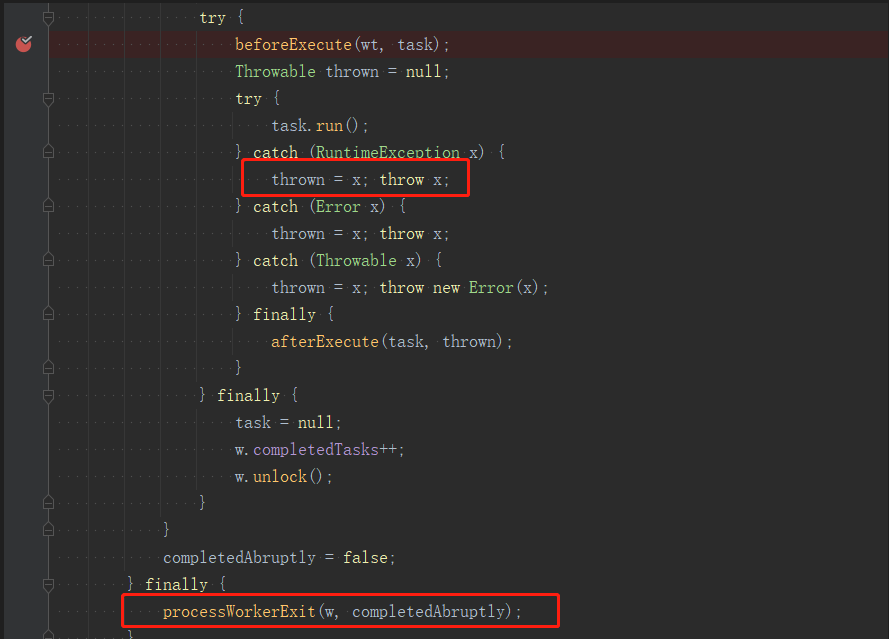 try {
beforeExecute(wt, task);
Throwable thrown = null;
try {
task.run();
} catch (RuntimeException x) {
thrown = x; throw x;
} catch (Error x) {
thrown = x; throw x;
} catch (Throwable x) {
thrown = x; throw new Error(x);
} finally {
afterExecute(task, thrown);
}
} finally {
task = null;
w.completedTasks++;
w.unlock();
}
}
completedAbruptly = false;
} finally {
processWorkerExit(w, completedAbruptly);
}